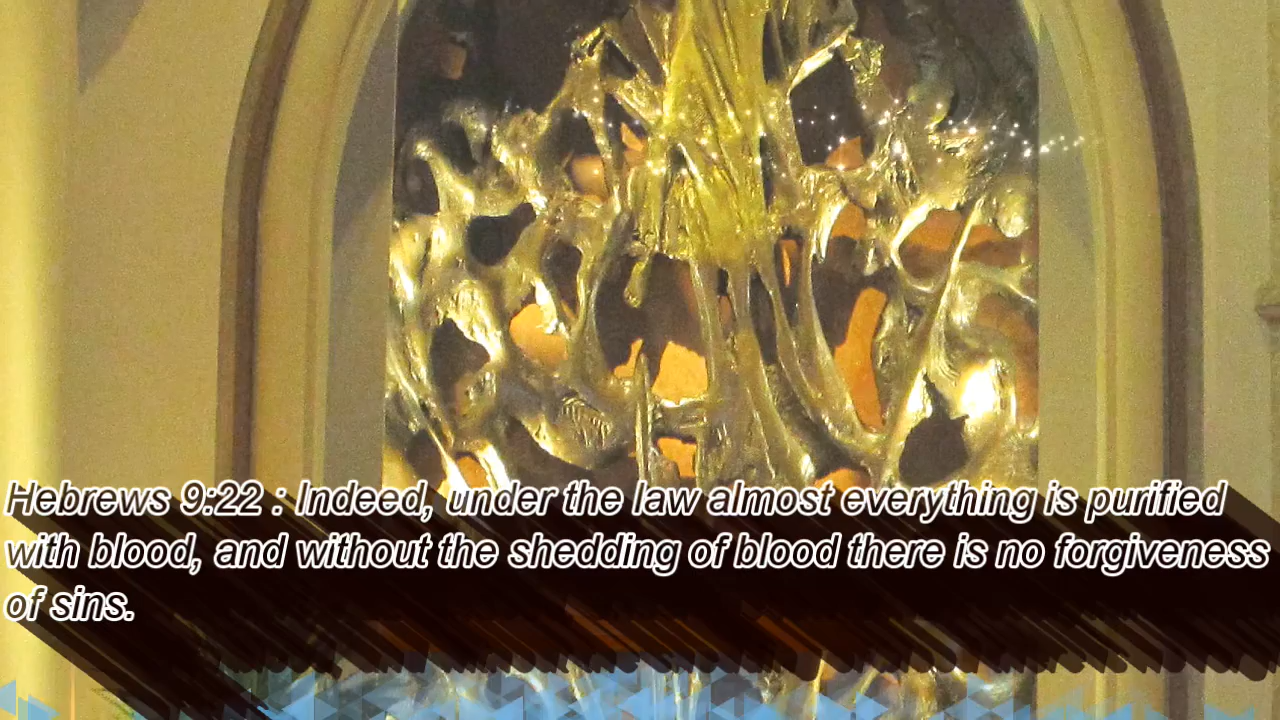 Hebrews 9:22 : Indeed, under the law almost everything is purified
with blood, and without the shedding of blood there is no forgiveness
of sins.